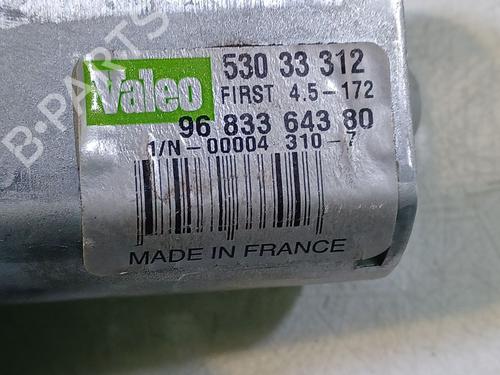 B-PARTS
Valeo
530 33 312
FIRST 4.5-172
96 833 643 80
1/N-00004 310-7
MADE IN FRANCE